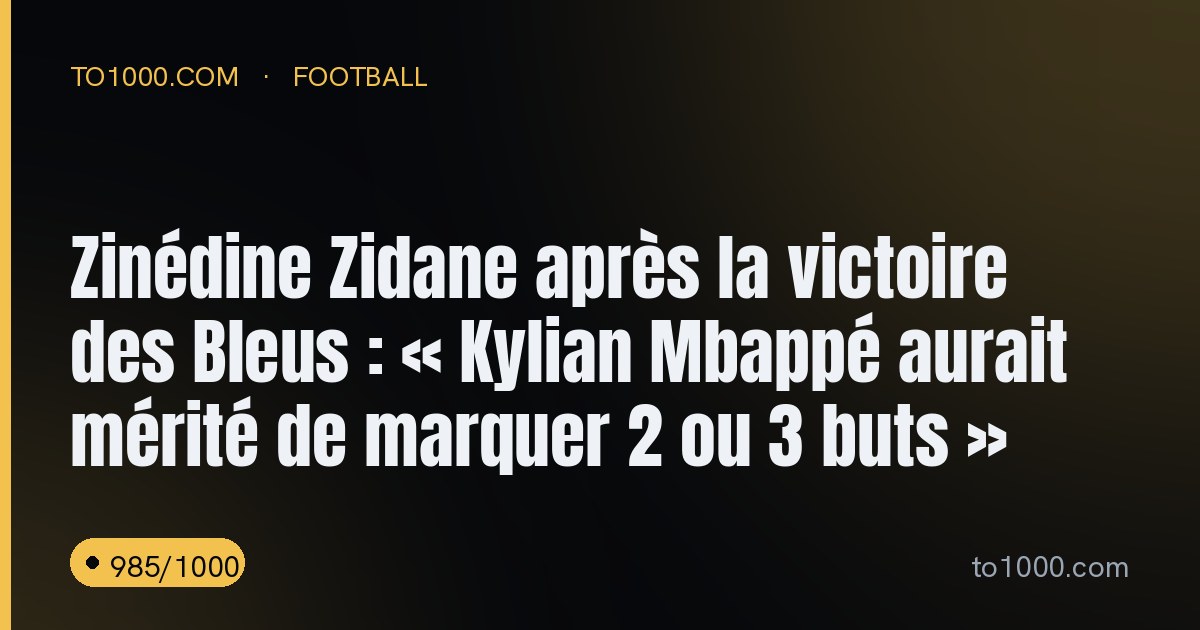 TO1000.COM · FOOTBALL
Zinédine Zidane après la victoire
des Bleus : « Kylian Mbappé aurait
mérité de marquer 2 ou 3 buts »
985/1000
to1000.com